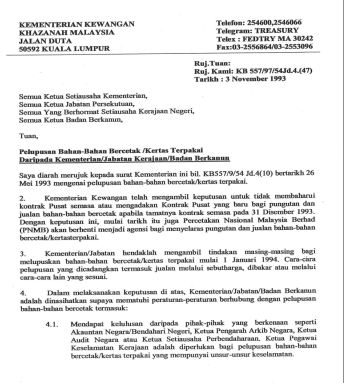 KEMENTERIAN KEWANGAN
KHAZANAH MALAYSIA
JALAN DUTA
50592 KUALA LUMPUR
Telefon: 254600,2546066
Telegram: TREASURY
Telex : FEDTRY MA 30242
Fax:03-2556864/03-2553096
Ruj.Tuan:
Ruj. Kami: KB 557/97/54Jd.4.(47)
Tarikh : 3 November 1993
Semua Ketua Setiausaha Kementerian,
Semua Ketua Jabatan Persekutuan,
Semua Yang Berhormat Setiausaha Kerajaan Negeri,
Semua Ketua Badan Berkanun,
Tuan,
Pelupusan Bahan-Bahan Bercetak /Kertas Terpakai
Daripada Kementerian/Jabatan Kerajaan/Badan Berkanun
Saya diarah merujuk kepada surat Kementerian ini bil. KB557/9/54 Jd.4(10) bertarikh 26
Mei 1993 mengenai pelupusan bahan-bahan bercetak/kertas terpakai.
2. Kementerian Kewangan telah mengambil keputusan untuk tidak membaharui
kontrak Pusat semasa atau mengadakan Kontrak Pusat yang baru bagi pungutan dan
jualan bahan-bahan bercetak apabila tamatnya kontrak semasa pada 31 Disember 1993.
Dengan keputusan ini, mulai tarikh itu juga Percetakan Nasional Malaysia Berhad
(PNMB) akan berhenti menjadi agensi bagi menyelaras pungutan dan jualan bahan-bahan
bercetak/kertasterpakai.
3. Kementerian/Jabatan hendaklah mengambil tindakan masing-masing bagi
melupuskan bahan-bahan bercetak/kertas terpakai mulai 1 Januari 1994. Cara-cara
pelupusan yang dicadangkan termasuk jualan melalui sebutharga, dibakar atau melalui
cara-cara lain yang sesuai.
4. Dalam melaksanakan keputusan di atas, Kementerian/Jabatan/Badan Berkanun
adalah dinasihatkan supaya mematuhi peraturan-peraturan berhubung dengan pelupusan
bahan-bahan bercetak termasuk:
4.1. Mendapat kelulusan daripada pihak-pihak yang berkenaan seperti
Akauntan Negara/Bendahari Negeri, Ketua Pengarah Arkib Negara, Ketua
Audit Negara atau Ketua Setiausaha Perbendaharaan. Ketua Pegawai
Keselamatan Kerajaan adalah diperlukan bagi pelupusan bahan-bahan
bercetak/kertas terpakai yang mempunyai unsur-unsur keselamatan.